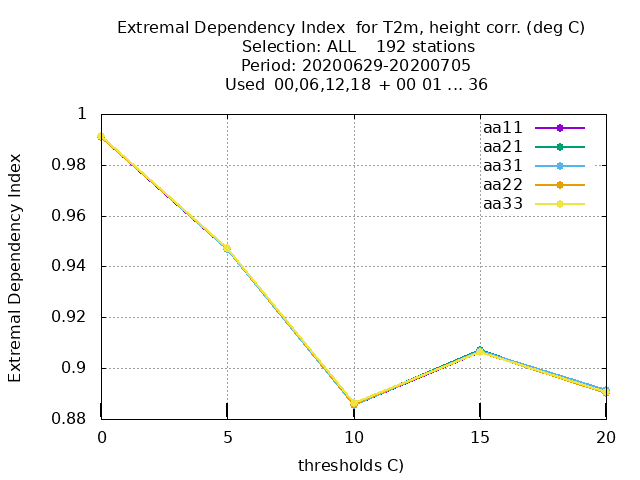 Extremal Dependency Index  for T2m, height corr. (deg C)
Selection: ALL    192 stations
Period: 20200629-20200705
Used  00,06,12,18 + 00 01 ... 36
Extremal Dependency Index
1
0.98
0.96
0.94
0.92
0.9
0.88
aa11
aa21
aa31
aa22
aa33
0 5 10 15 20
thresholds C)